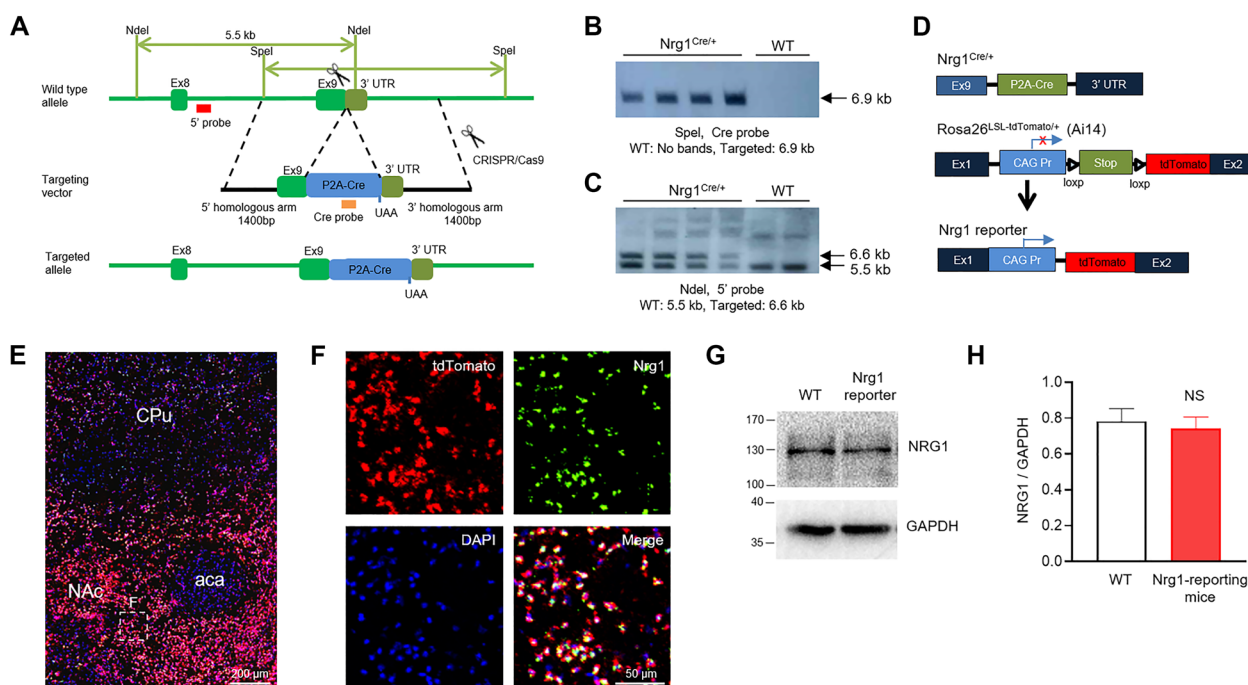 A
NdeI
5.5 kb
NdeI
SpeI
SpeI
Ex8
Ex9
3' UTR
Wild type
allele
5' probe
CRISPR/Cas9
Targeting
vector
Ex9
P2A-Cre
3' UTR
5' homologous arm
1400bp
Cre probe
UAA
3' homologous arm
1400bp
Targeted
allele
Ex8
Ex9
P2A-Cre
3' UTR
UAA
B
Nrg1Cre/+
WT
6.9 kb
SpeI, Cre probe
WT: No bands, Targeted: 6.9 kb
C
Nrg1Cre/+
WT
6.6 kb
5.5 kb
NdeI, 5' probe
WT: 5.5 kb, Targeted: 6.6 kb
D
Nrg1Cre/+
Ex9
P2A-Cre
3' UTR
Rosa26LSL-tdTomato/+ (Ai14)
Ex1
CAG Pr
Stop
tdTomato
Ex2
loxp
loxp
Nrg1 reporter
Ex1
CAG Pr
tdTomato
Ex2
E
CPu
NAc
aca
F
200 µm
F
tdTomato
Nrg1
DAPI
Merge
50 µm
G
WT
Nrg1
reporter
170
130
100
NRG1
40
35
GAPDH
H
NRG1 / GAPDH
1.0
0.8
0.6
0.4
0.2
0.0
NS
WT
Nrg1-reporting
mice